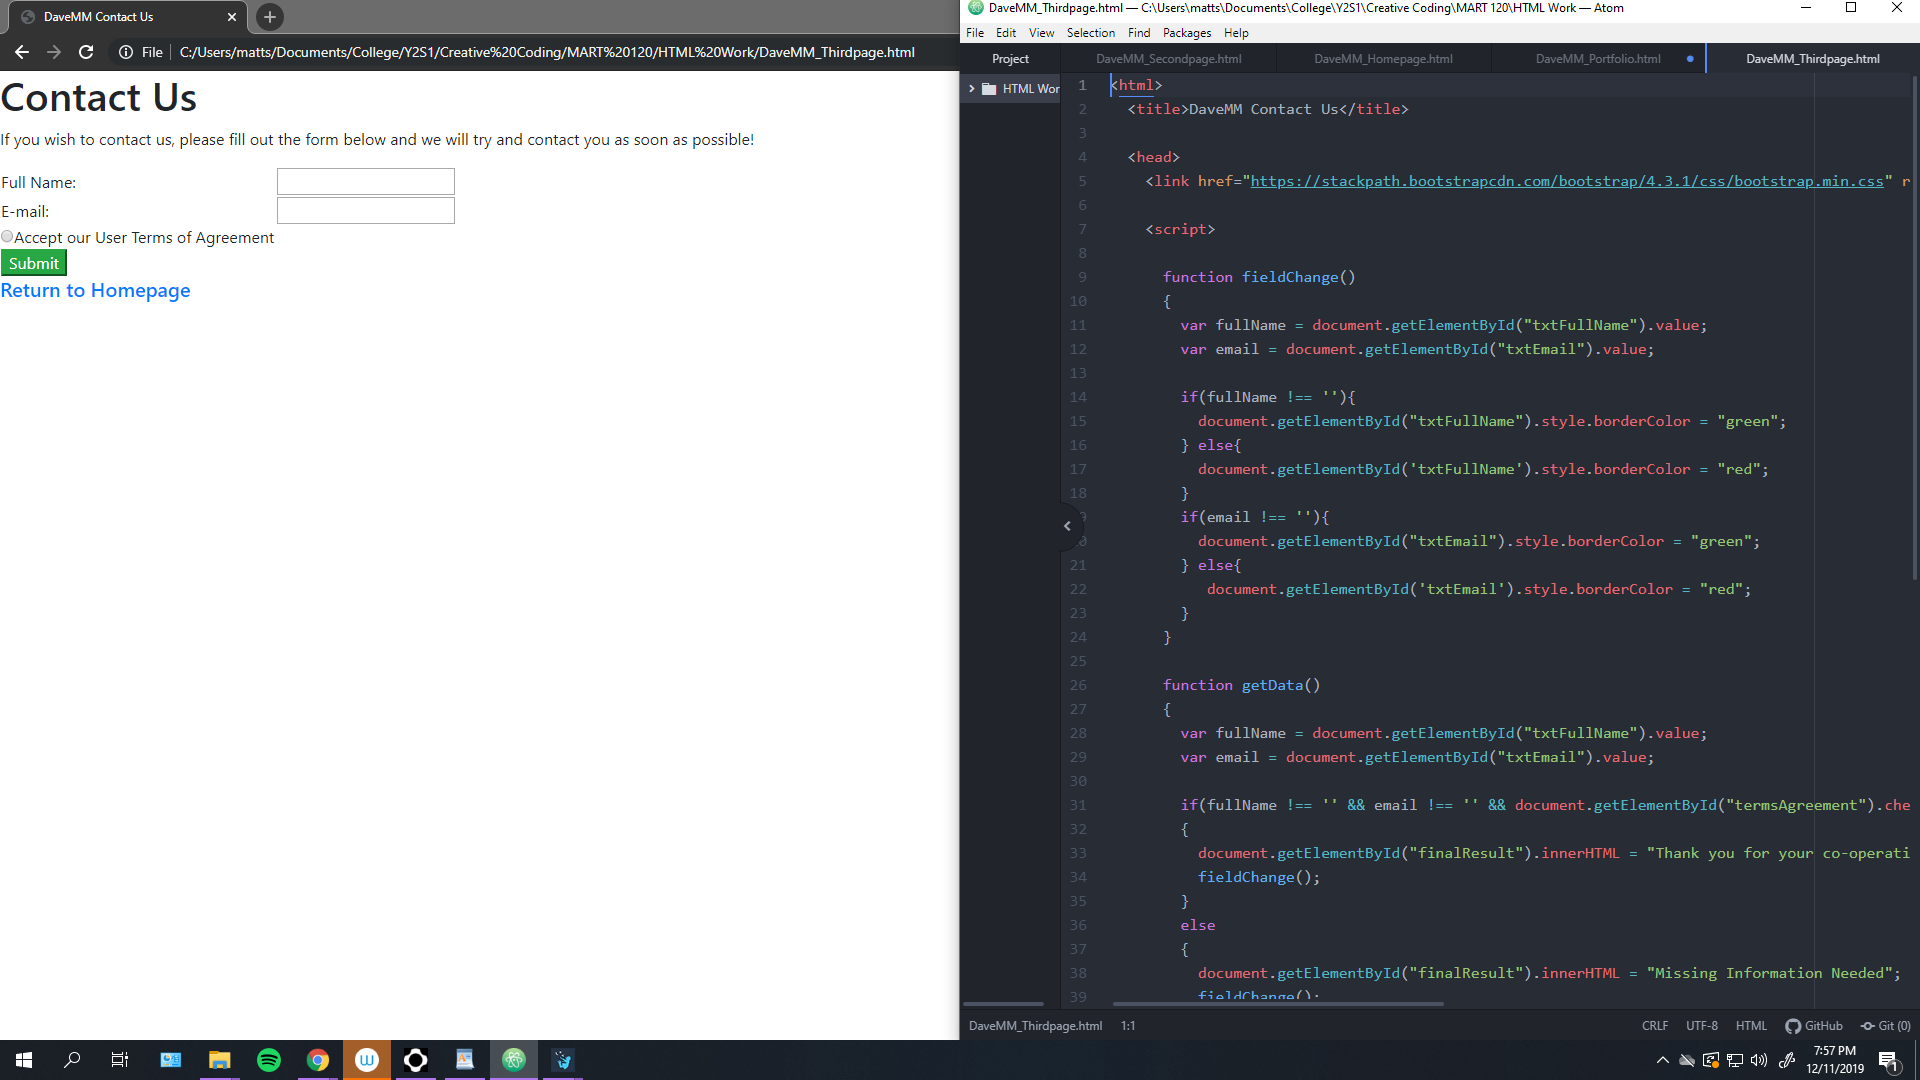 DaveMM Contact Us
File
C:/Users/matts/Documents/College/Y2S1/Creative%20Coding/MART%20120/HTML%20Work/DaveMM_Thirdpage.html
Contact Us
If you wish to contact us, please fill out the form below and we will try and contact you as soon as possible!
Full Name:
E-mail:
Accept our User Terms of Agreement
Submit
Return to Homepage
DaveMM_Thirdpage.html — C:\Users\matts\Documents\College\Y2S1\Creative Coding\MART 120\HTML Work — Atom
File Edit View Selection Find Packages Help
Project
HTML Wor
DaveMM_Secondpage.html DaveMM_Homepage.html DaveMM_Portfolio.html DaveMM_Thirdpage.html
1 <html>
2 <title>DaveMM Contact Us</title>
3
4 <head>
5 <link href="https://stackpath.bootstrapcdn.com/bootstrap/4.3.1/css/bootstrap.min.css" r
6
7 <script>
8
9 function fieldChange()
10 {
11 var fullName = document.getElementById("txtFullName").value;
12 var email = document.getElementById("txtEmail").value;
13
14 if(fullName !== ''){
15 document.getElementById("txtFullName").style.borderColor = "green";
16 } else{
17 document.getElementById('txtFullName').style.borderColor = "red";
18 }
if(email !== ''){
document.getElementById("txtEmail").style.borderColor = "green";
21 } else{
22 document.getElementById('txtEmail').style.borderColor = "red";
23 }
24 }
25
26 function getData()
27 {
28 var fullName = document.getElementById("txtFullName").value;
29 var email = document.getElementById("txtEmail").value;
30
31 if(fullName !== '' && email !== '' && document.getElementById("termsAgreement").che
32 {
33 document.getElementById("finalResult").innerHTML = "Thank you for your co-operati
34 fieldChange();
35 }
36 else
37 {
38 document.getElementById("finalResult").innerHTML = "Missing Information Needed";
39 fieldChange();
DaveMM_Thirdpage.html 1:1
CRLF UTF-8 HTML GitHub Git (0)
7:57 PM
12/11/2019
1